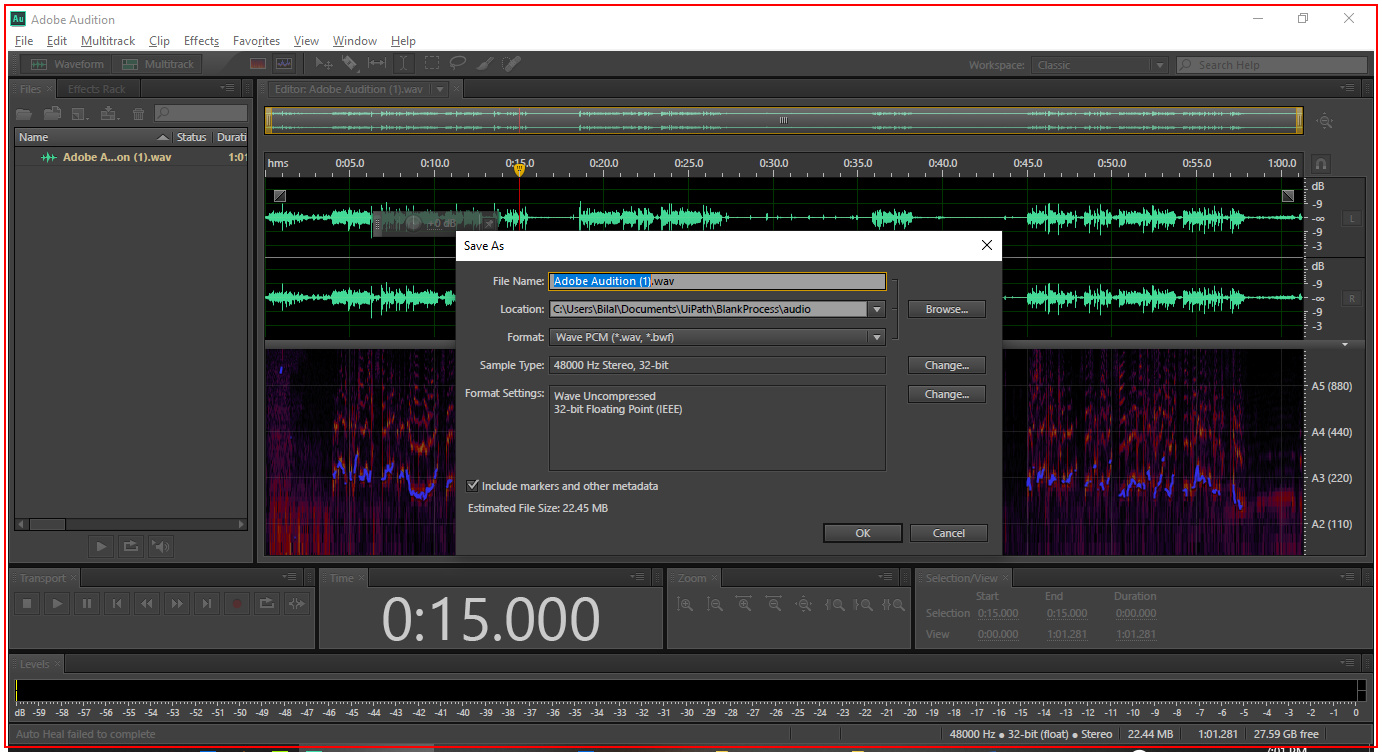 Au Adobe Audition
File Edit Multitrack Clip Effects Favorites View Window Help
Waveform Multitrack Workspace: Classic Search Help
Files × Effects Rack Editor: Adobe Audition (1).wav ×
Name Status Durati
Adobe A...on (1).wav 1:01
hms 0:05.0 0:10.0 0:15.0 0:20.0 0:25.0 0:30.0 0:35.0 0:40.0 0:45.0 0:50.0 0:55.0 1:00.0
dB
-9
-∞ L
-9
-3
+0 dB
dB
-9
-∞ R
-9
-3
Save As
File Name: Adobe Audition (1).wav
Location: C:\Users\Bilal\Documents\UiPath\BlankProcess\audio Browse...
Format: Wave PCM (*.wav, *.bwf)
Sample Type: 48000 Hz Stereo, 32-bit Change...
Format Settings: Wave Uncompressed Change...
32-bit Floating Point (IEEE)
Include markers and other metadata
Estimated File Size: 22.45 MB
OK Cancel
A5 (880)
A4 (440)
A3 (220)
A2 (110)
Transport × Time × Zoom × Selection/View ×
0:15.000
Start End Duration
Selection 0:15.000 0:15.000 0:00.000
View 0:00.000 1:01.281 1:01.281
Levels ×
dB -59 -58 -57 -56 -55 -54 -53 -52 -51 -50 -49 -48 -47 -46 -45 -44 -43 -42 -41 -40 -39 -38 -37 -36 -35 -34 -33 -32 -31 -30 -29 -28 -27 -26 -25 -24 -23 -22 -21 -20 -19 -18 -17 -16 -15 -14 -13 -12 -11 -10 -9 -8 -7 -6 -5 -4 -3 -2 -1 0
Auto Heal failed to complete 48000 Hz ● 32-bit (float) ● Stereo 22.44 MB 1:01.281 27.59 GB free